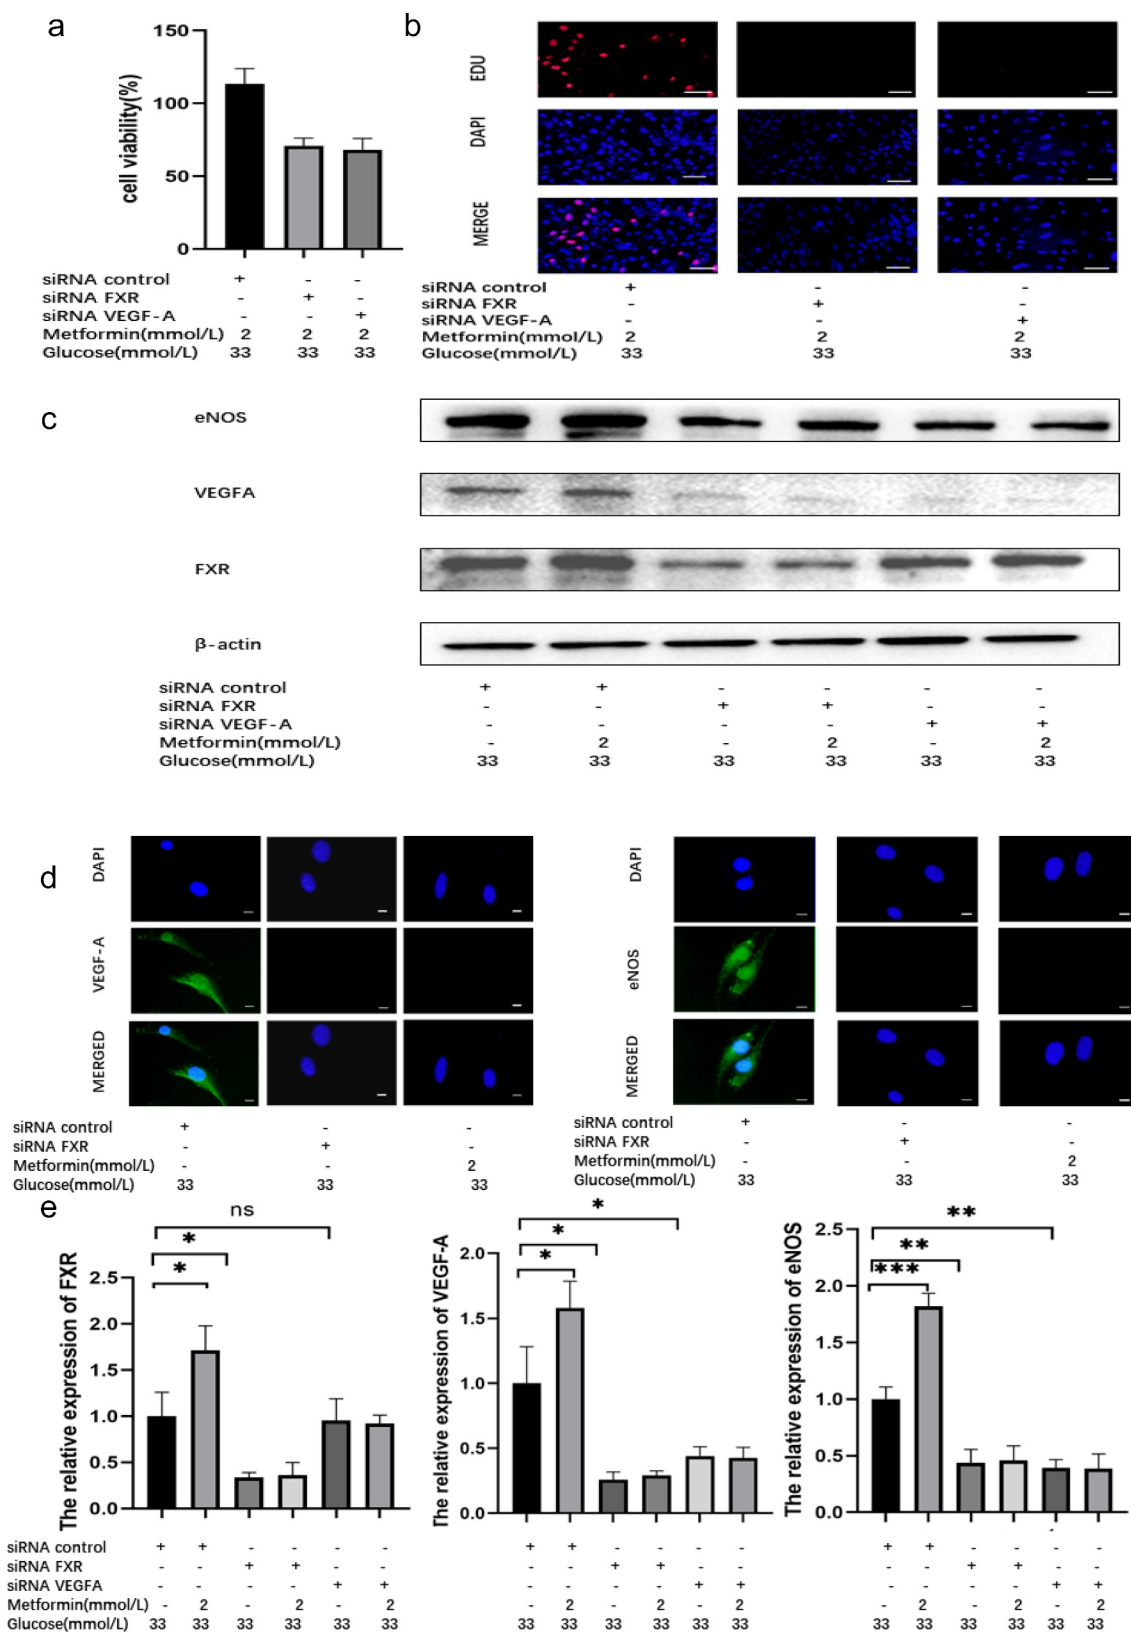 a
150
100
50
0
cell viability(%)
siRNA control + - -
siRNA FXR - + -
siRNA VEGF-A - - +
Metformin(mmol/L) 2 2 2
Glucose(mmol/L) 33 33 33
b
EDU
DAPI
MERGE
siRNA control + - -
siRNA FXR - + -
siRNA VEGF-A - - +
Metformin(mmol/L) 2 2 2
Glucose(mmol/L) 33 33 33
c
eNOS
VEGFA
FXR
β-actin
siRNA control + + - - - -
siRNA FXR - - + + - -
siRNA VEGF-A - - - - + +
Metformin(mmol/L) - 2 - 2 - 2
Glucose(mmol/L) 33 33 33 33 33 33
d
DAPI
VEGF-A
MERGED
siRNA control + - -
siRNA FXR - + -
Metformin(mmol/L) - - 2
Glucose(mmol/L) 33 33 33
DAPI
eNOS
MERGED
siRNA control + - -
siRNA FXR - + -
Metformin(mmol/L) - - 2
Glucose(mmol/L) 33 33 33
e
ns
*
*
The relative expression of FXR
2.5
2.0
1.5
1.0
0.5
0.0
*
*
*
The relative expression of VEGF-A
2.0
1.5
1.0
0.5
0.0
**
**
***
The relative expression of eNOS
2.5
2.0
1.5
1.0
0.5
0.0
siRNA control + + - - - - + + - - - - + + - - - -
siRNA FXR - - + + - - - - + + - - - - + + - -
siRNA VEGFA - - - - + + - - - - + + - - - - + +
Metformin(mmol/L) - 2 - 2 - 2 - 2 - 2 - 2 - 2 - 2 - 2
Glucose(mmol/L) 33 33 33 33 33 33 33 33 33 33 33 33 33 33 33 33 33 33